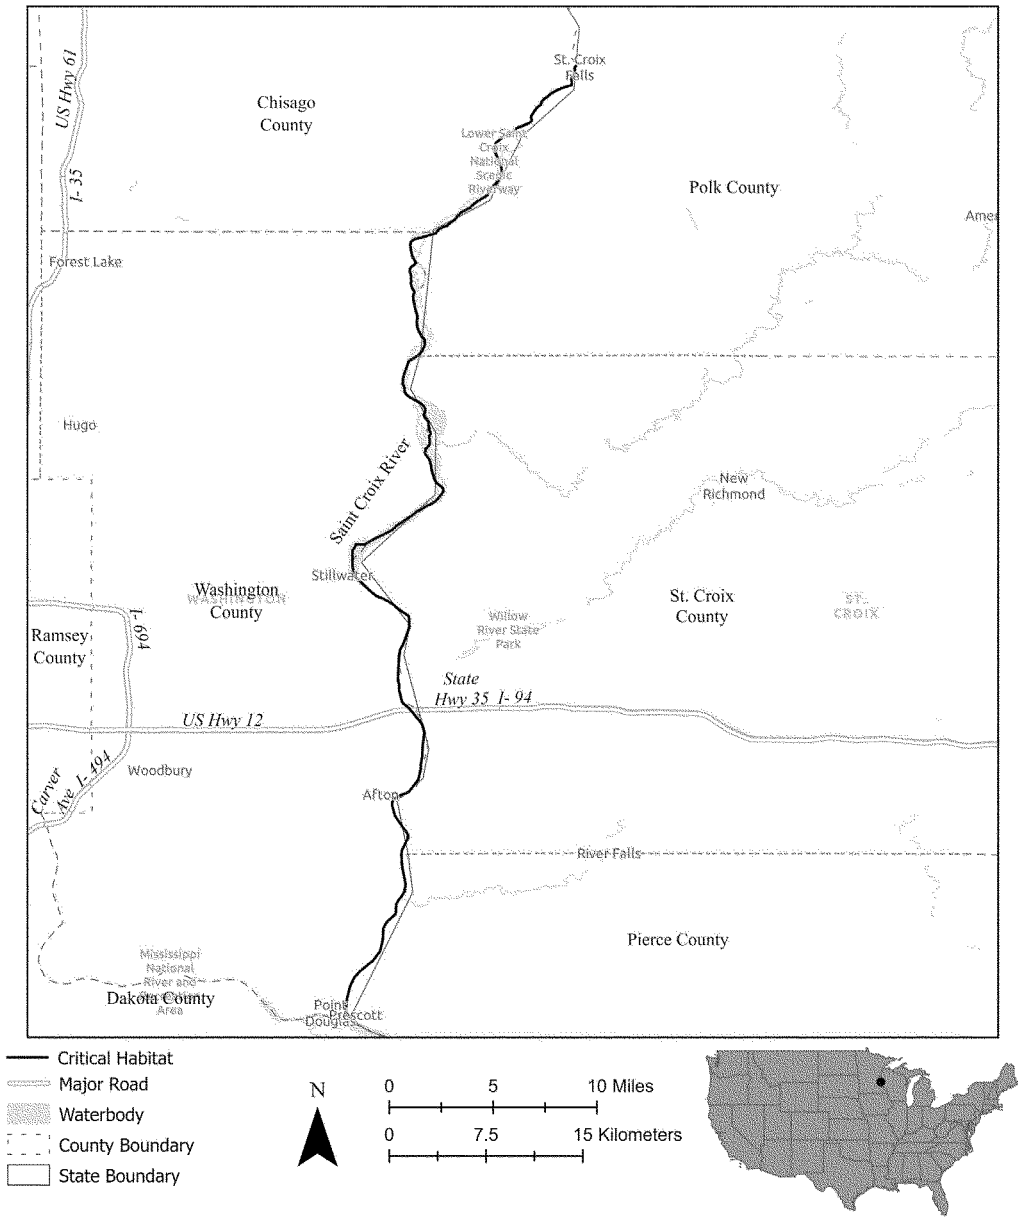 St. Croix
Falls
US Hwy 61
Chisago
County
Lower Saint
Croix
National
Scenic
Riverway
I- 35
Polk County
Amer
Forest Lake
Hugo
Saint Croix River
New
Richmond
Stillwater
Washington
WASHINGTON
County
St. Croix
County
ST.
CROIX
I- 694
Ramsey
County
Willow
River State
Park
State
Hwy 35 I- 94
US Hwy 12
Carver
Ave I- 494
Woodbury
Afton
River Falls
Pierce County
Mississippi
National
River and
Area
Dakota County
Point
Douglas
Prescott
Critical Habitat
Major Road
Waterbody
County Boundary
State Boundary
N
0 5 10 Miles
0 7.5 15 Kilometers